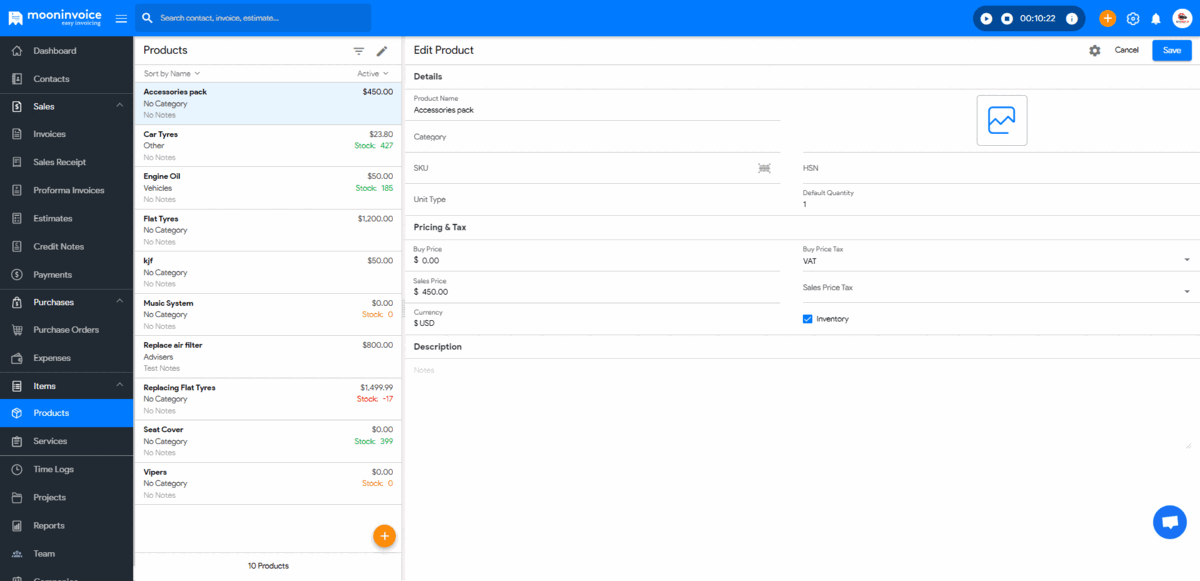 mooninvoice
easy invoicing
Search contact, invoice, estimate...
00:10:22
Dashboard
Contacts
Sales
Invoices
Sales Receipt
Proforma Invoices
Estimates
Credit Notes
Payments
Purchases
Purchase Orders
Expenses
Items
Products
Services
Time Logs
Projects
Reports
Team
Companies
Products
Sort by Name
Active
Accessories pack $450.00
No Category
No Notes
Car Tyres $23.80
Other Stock: 427
No Notes
Engine Oil $50.00
Vehicles Stock: 185
No Notes
Flat Tyres $1,200.00
No Category
No Notes
kjf $50.00
No Category
No Notes
Music System $0.00
No Category Stock: 0
No Notes
Replace air filter $800.00
Advisers
Test Notes
Replacing Flat Tyres $1,499.99
No Category Stock: -17
No Notes
Seat Cover $0.00
No Category Stock: 399
No Notes
Vipers $0.00
No Category Stock: 0
No Notes
10 Products
Edit Product
Cancel
Save
Details
Product Name
Accessories pack
Category
SKU
HSN
Unit Type
Default Quantity
1
Pricing & Tax
Buy Price
$ 0.00
Buy Price Tax
VAT
Sales Price
$ 450.00
Sales Price Tax
Currency
$ USD
Inventory
Description
Notes